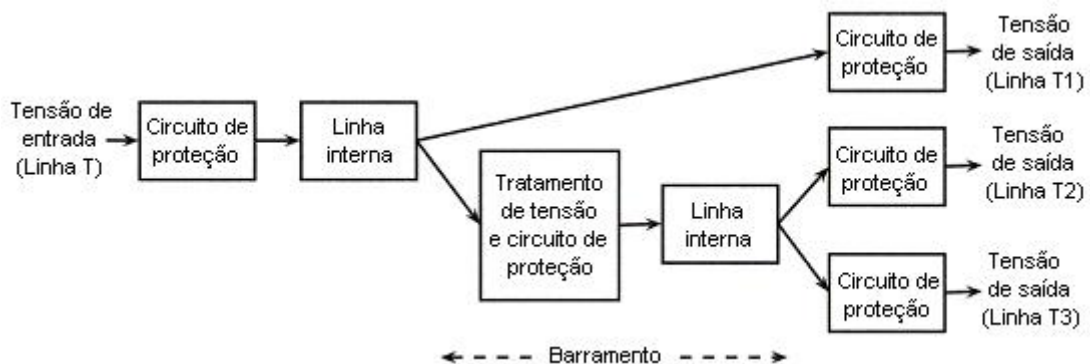 Tensão de
entrada
(Linha T)
Circuito de
proteção
Linha
interna
Tratamento
de tensão
e circuito de
proteção
Linha
interna
Circuito de
proteção
Tensão
de saída
(Linha T1)
Circuito de
proteção
Tensão
de saída
(Linha T2)
Circuito de
proteção
Tensão
de saída
(Linha T3)
Barramento